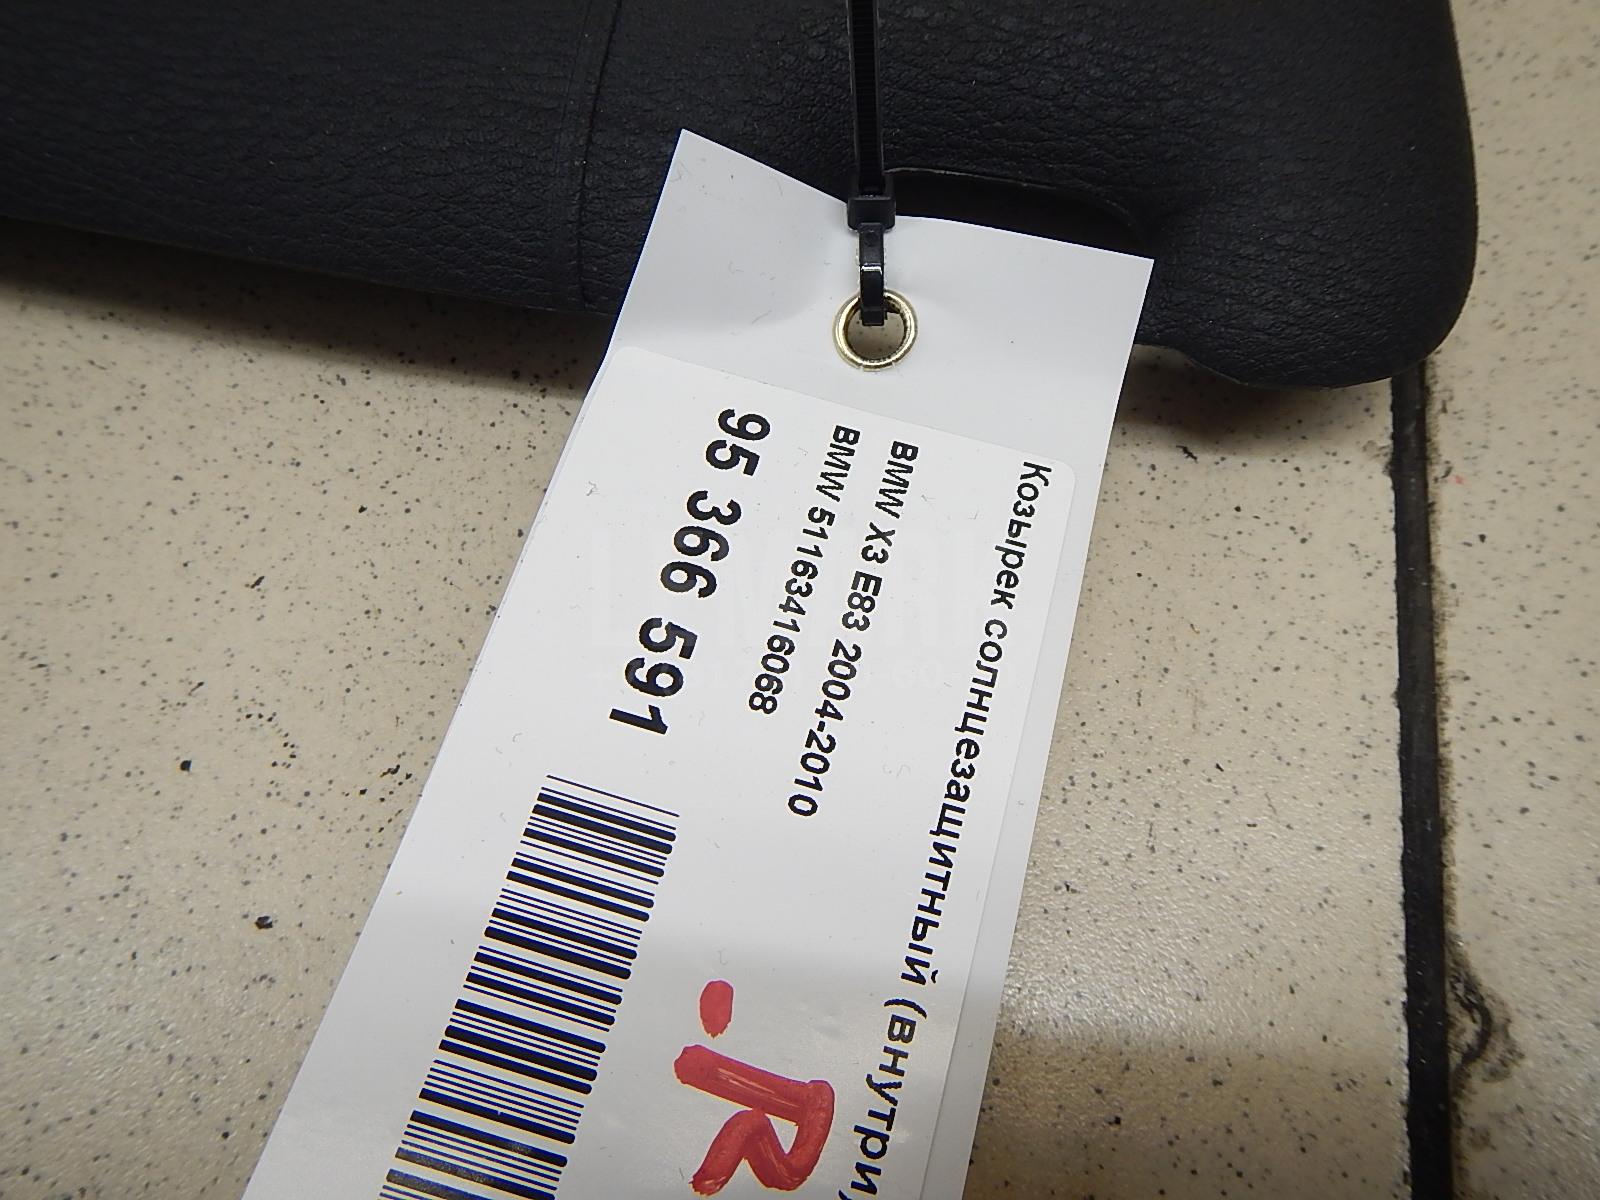 Козырек солнцезащитный (внутри)
BMW X3 E83 2004-2010
BMW 51163416068
95 366 591
.R